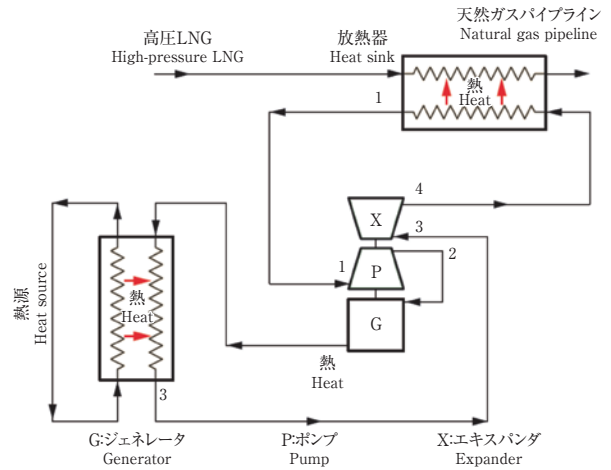 高圧LNG
High-pressure LNG
放熱器
Heat sink
天然ガスパイプライン
Natural gas pipeline
熱
Heat
1
4
X
3
2
1
P
G
熱源
Heat source
熱
Heat
熱
Heat
3
G:ジェネレータ
Generator
P:ポンプ
Pump
X:エキスパンダ
Expander